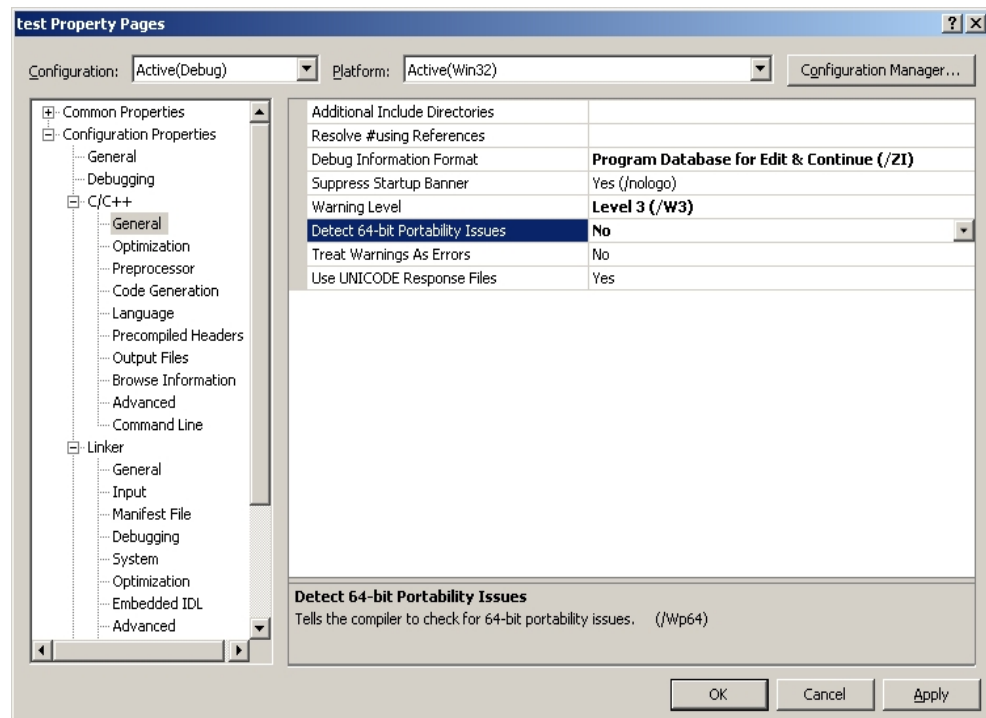 test Property Pages
Configuration: Active(Debug) Platform: Active(Win32) Configuration Manager...
Common Properties
Configuration Properties
General
Debugging
C/C++
General
Optimization
Preprocessor
Code Generation
Language
Precompiled Headers
Output Files
Browse Information
Advanced
Command Line
Linker
General
Input
Manifest File
Debugging
System
Optimization
Embedded IDL
Advanced
Additional Include Directories
Resolve #using References
Debug Information Format Program Database for Edit & Continue (/ZI)
Suppress Startup Banner Yes (/nologo)
Warning Level Level 3 (/W3)
Detect 64-bit Portability Issues No
Treat Warnings As Errors No
Use UNICODE Response Files Yes
Detect 64-bit Portability Issues
Tells the compiler to check for 64-bit portability issues. (/Wp64)
OK Cancel Apply